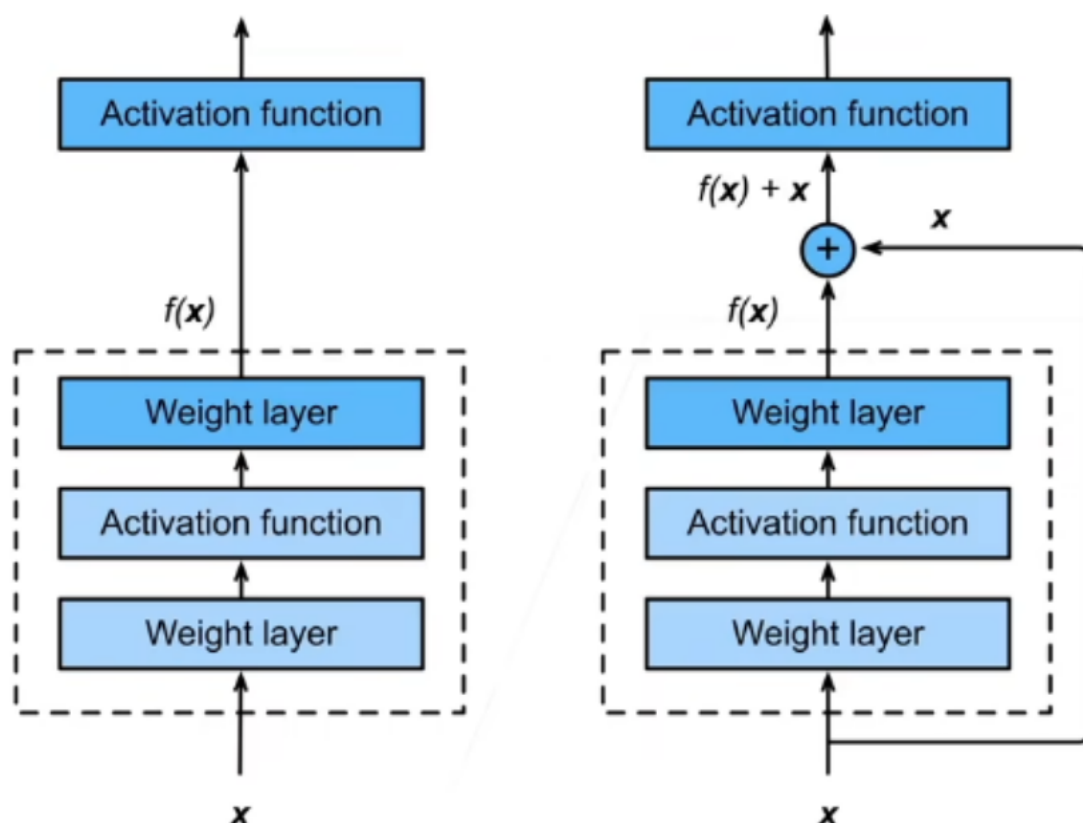 Activation function
f(x)
Weight layer
Activation function
Weight layer
x
Activation function
f(x) + x
x
+
f(x)
Weight layer
Activation function
Weight layer
x